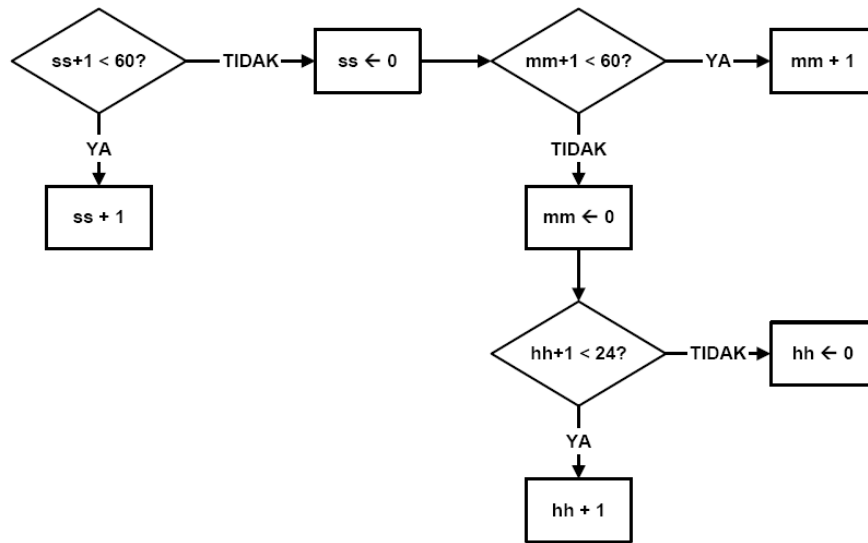 ss+1 < 60?
TIDAK
ss ← 0
mm+1 < 60?
YA
mm + 1
YA
TIDAK
ss + 1
mm ← 0
hh+1 < 24?
TIDAK
hh ← 0
YA
hh + 1